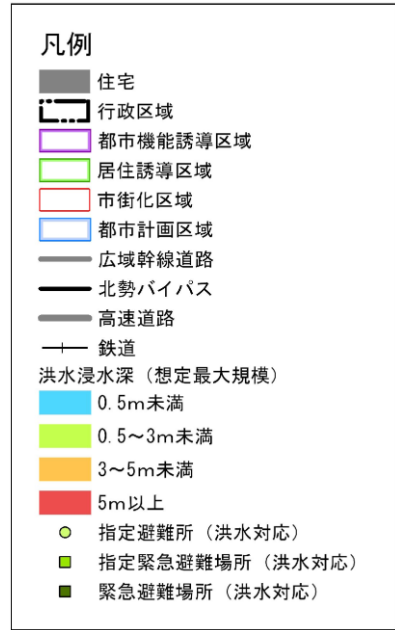 凡例
住宅
行政区域
都市機能誘導区域
居住誘導区域
市街化区域
都市計画区域
広域幹線道路
北勢バイパス
高速道路
鉄道
洪水浸水深（想定最大規模）
0.5m未満
0.5～3m未満
3～5m未満
5m以上
指定避難所（洪水対応）
指定緊急避難場所（洪水対応）
緊急避難場所（洪水対応）